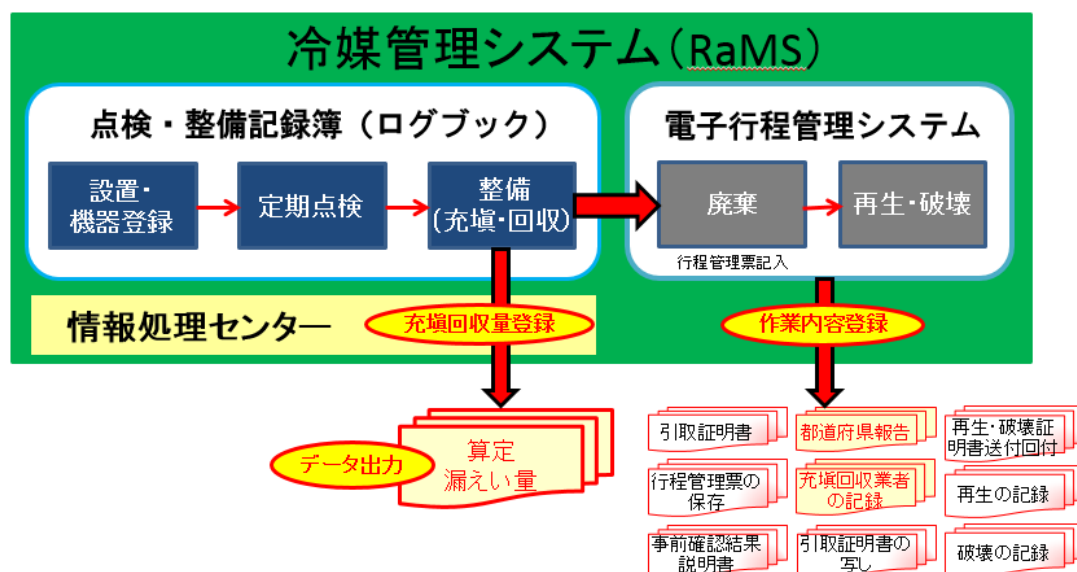 冷媒管理システム(RaMS)
点検・整備記録簿（ログブック）
設置・
機器登録
定期点検
整備
(充塡・回収)
電子行程管理システム
廃棄
再生・破壊
行程管理票記入
情報処理センター
充塡回収量登録
作業内容登録
データ出力
算定
漏えい量
引取証明書
都道府県報告
再生・破壊証
明書送付回付
行程管理票の
保存
充塡回収業者
の記録
再生の記録
事前確認結果
説明書
引取証明書の
写し
破壊の記録